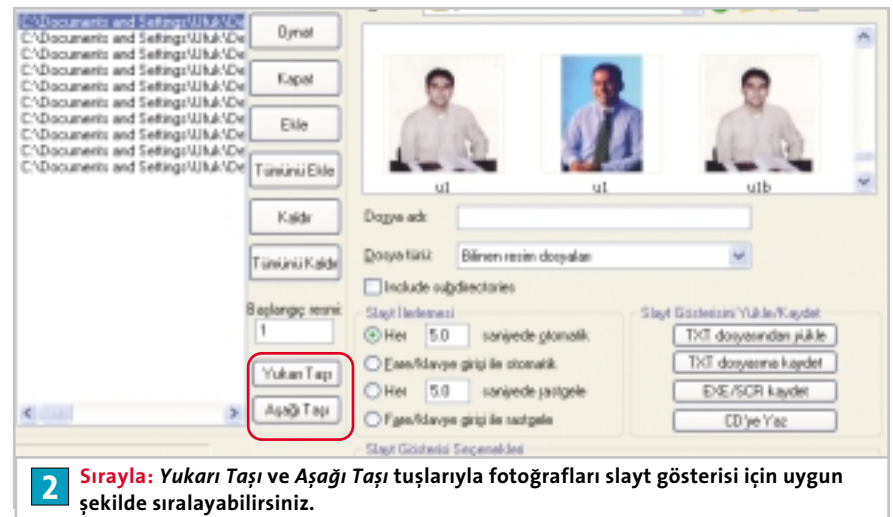 C:\Documents and Settings\Ufuk\De
C:\Documents and Settings\Ufuk\De
C:\Documents and Settings\Ufuk\De
C:\Documents and Settings\Ufuk\De
C:\Documents and Settings\Ufuk\De
C:\Documents and Settings\Ufuk\De
C:\Documents and Settings\Ufuk\De
C:\Documents and Settings\Ufuk\De
C:\Documents and Settings\Ufuk\De
C:\Documents and Settings\Ufuk\De
Oynat
Kapat
Ekle
Tümünü Ekle
Kaldır
Tümünü Kaldır
Başlangıç resmi:
1
Yukarı Taşı
Aşağı Taşı
u1 u1 u1b
Dosya adı:
Dosya türü: Bilinen resim dosyaları
Include subdirectories
Slayt İlerlemesi
Her 5.0 saniyede otomatik
Fare/Klavye girişi ile otomatik
Her 5.0 saniyede rastgele
Fare/Klavye girişi ile rastgele
Slayt Gösterisini Yükle/Kaydet
TXT dosyasından yükle
TXT dosyasına kaydet
EXE/SCR kaydet
CD'ye Yaz
Slayt Gösterisi Seçenekleri
2 Sırayla: Yukarı Taşı ve Aşağı Taşı tuşlarıyla fotoğrafları slayt gösterisi için uygun
şekilde sıralayabilirsiniz.